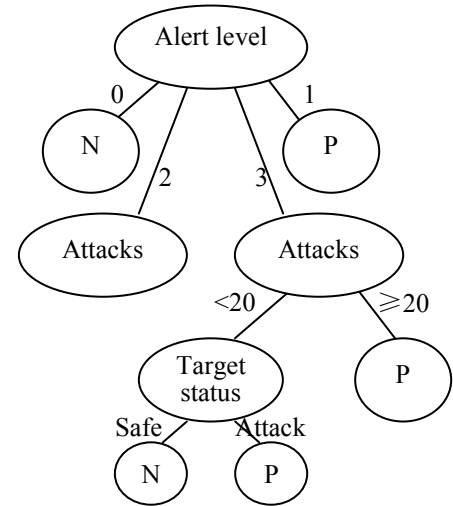 Alert level
0
1
N
P
2
3
Attacks
Attacks
<20
≥20
Target
status
P
Safe
Attack
N
P